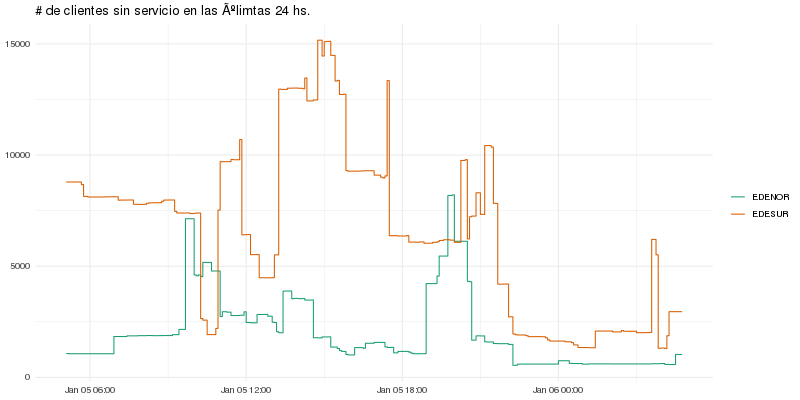 # de clientes sin servicio en las Ãºlimtas 24 hs.
15000
10000
5000
0
Jan 05 06:00
Jan 05 12:00
Jan 05 18:00
Jan 06 00:00
EDENOR
EDESUR